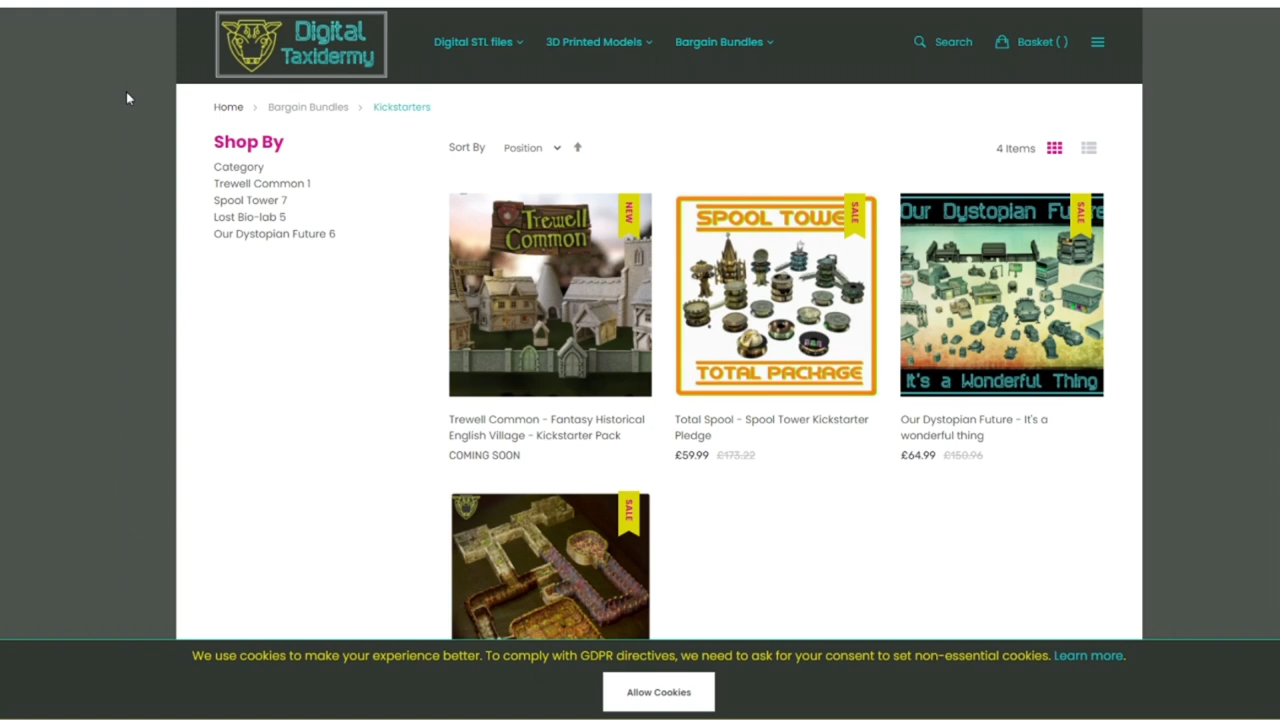 Digital
Taxidermy
Digital STL files
3D Printed Models
Bargain Bundles
Search
Basket ( )
Home > Bargain Bundles > Kickstarters
Shop By
Category
Trewell Common 1
Spool Tower 7
Lost Bio-lab 5
Our Dystopian Future 6
Sort By Position
4 Items
Trewell
Common
NEW
SPOOL TOWE
SALE
TOTAL PACKAGE
Our Dystopian Future
SALE
It's a Wonderful Thing
Trewell Common - Fantasy Historical
English Village - Kickstarter Pack
COMING SOON
Total Spool - Spool Tower Kickstarter
Pledge
£59.99 £173.22
Our Dystopian Future - It's a
wonderful thing
£64.99 £150.96
SALE
We use cookies to make your experience better. To comply with GDPR directives, we need to ask for your consent to set non-essential cookies. Learn more.
Allow Cookies